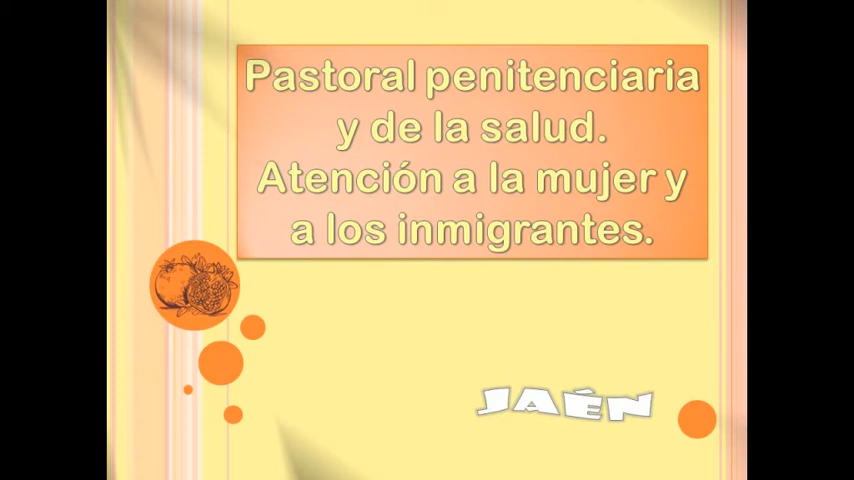 Pastoral penitenciaria
y de la salud.
Atención a la mujer y
a los inmigrantes.
JAÉN